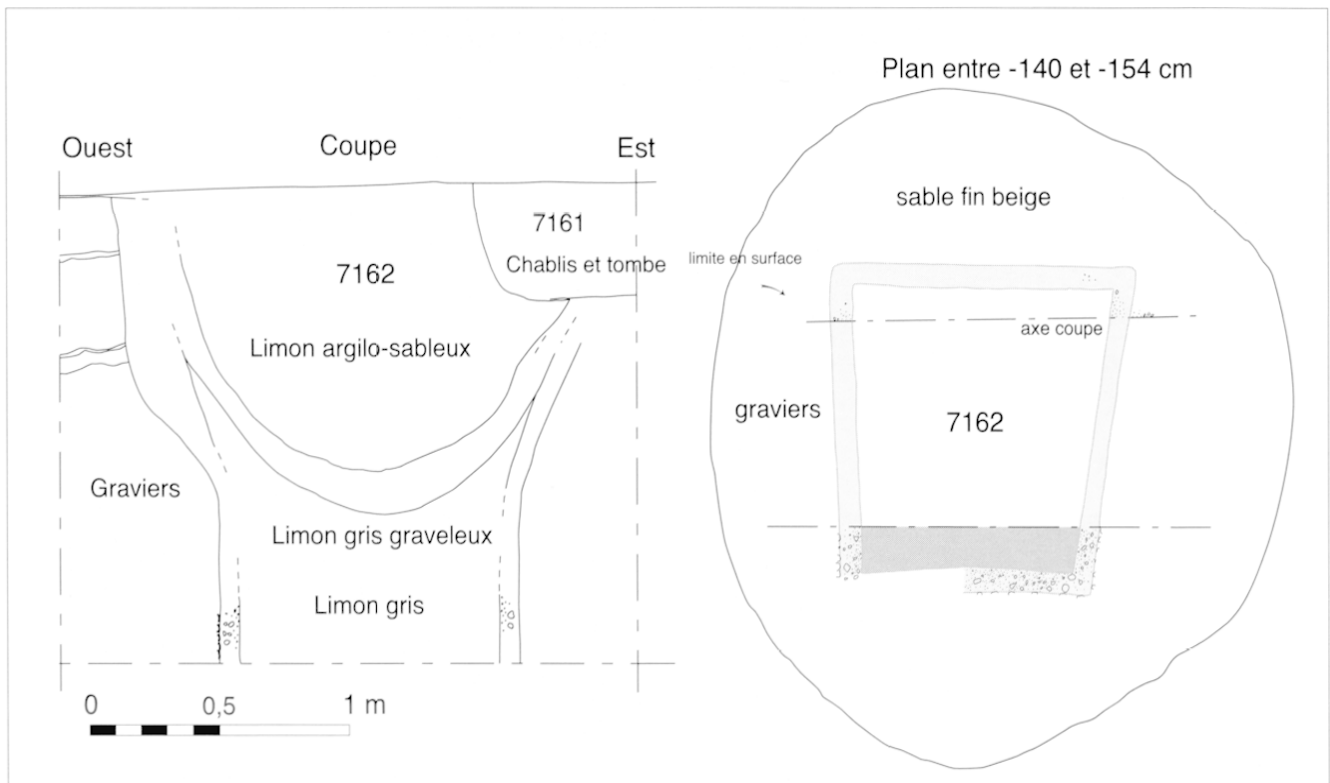 Plan entre -140 et -154 cm
Ouest
Coupe
Est
sable fin beige
7161
Chablis et tombe
7162
limite en surface
axe coupe
Limon argilo-sableux
graviers
7162
Graviers
Limon gris graveleux
Limon gris
0
0,5
1 m